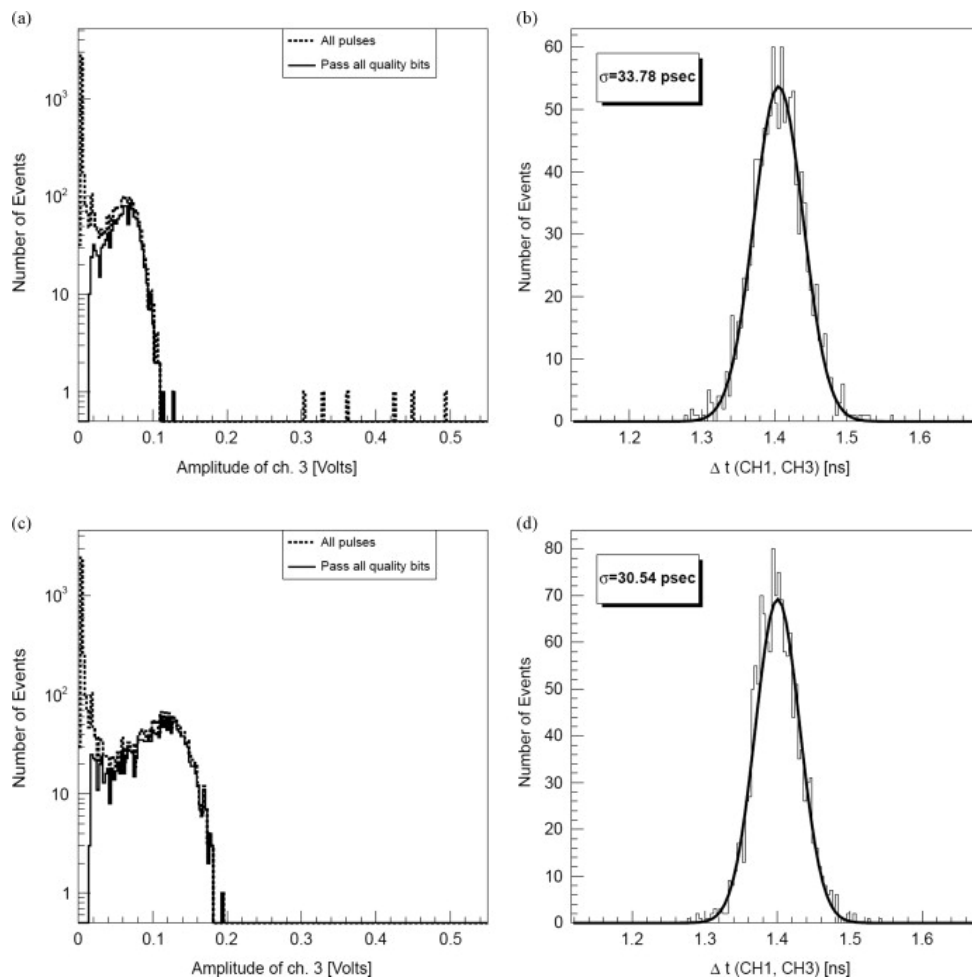 (a)
All pulses
Pass all quality bits
Number of Events
10³
10²
10
1
0 0.1 0.2 0.3 0.4 0.5
Amplitude of ch. 3 [Volts]
(b)
σ=33.78 psec
Number of Events
60
50
40
30
20
10
0
1.2 1.3 1.4 1.5 1.6
Δ t (CH1, CH3) [ns]
(c)
All pulses
Pass all quality bits
Number of Events
10³
10²
10
1
0 0.1 0.2 0.3 0.4 0.5
Amplitude of ch. 3 [Volts]
(d)
σ=30.54 psec
Number of Events
80
70
60
50
40
30
20
10
0
1.2 1.3 1.4 1.5 1.6
Δ t (CH1, CH3) [ns]